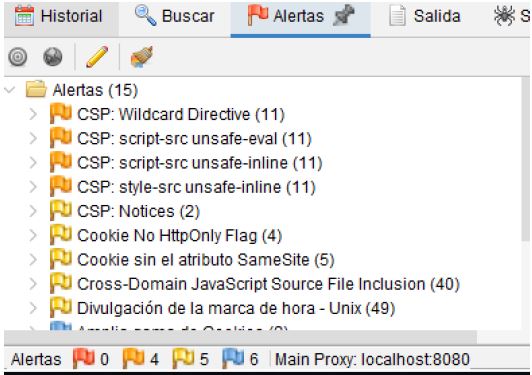 Historial Buscar Alertas Salida S
Alertas (15)
CSP: Wildcard Directive (11)
CSP: script-src unsafe-eval (11)
CSP: script-src unsafe-inline (11)
CSP: style-src unsafe-inline (11)
CSP: Notices (2)
Cookie No HttpOnly Flag (4)
Cookie sin el atributo SameSite (5)
Cross-Domain JavaScript Source File Inclusion (40)
Divulgación de la marca de hora - Unix (49)
Alertas 0 4 5 6 Main Proxy: localhost:8080